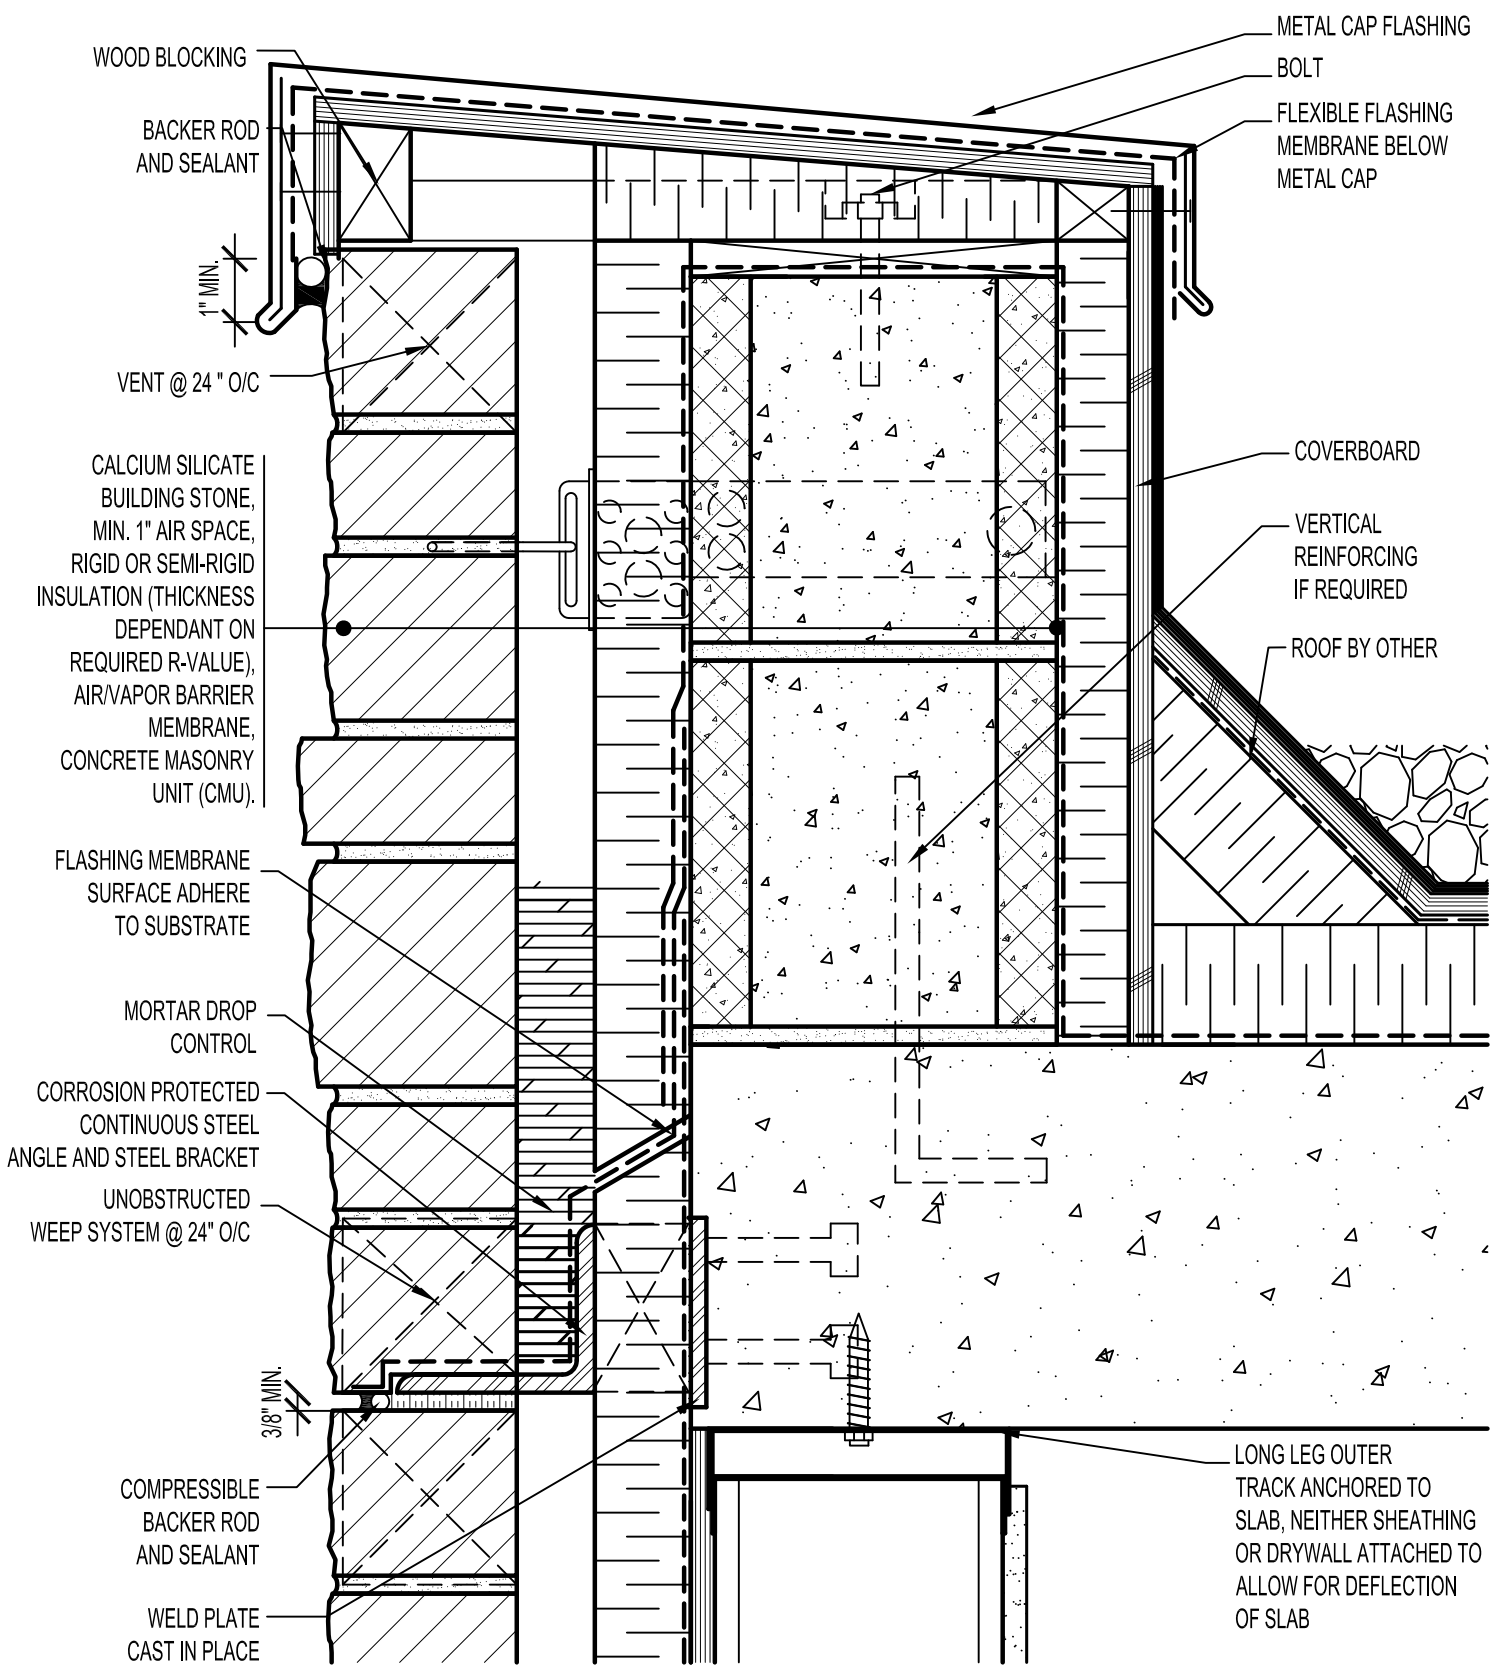 WOOD BLOCKING
BACKER ROD
AND SEALANT
1" MIN.
VENT @ 24 " O/C
CALCIUM SILICATE
BUILDING STONE,
MIN. 1" AIR SPACE,
RIGID OR SEMI-RIGID
INSULATION (THICKNESS
DEPENDANT ON
REQUIRED R-VALUE),
AIR/VAPOR BARRIER
MEMBRANE,
CONCRETE MASONRY
UNIT (CMU).
FLASHING MEMBRANE
SURFACE ADHERE
TO SUBSTRATE
MORTAR DROP
CONTROL
CORROSION PROTECTED
CONTINUOUS STEEL
ANGLE AND STEEL BRACKET
UNOBSTRUCTED
WEEP SYSTEM @ 24" O/C
3/8" MIN.
COMPRESSIBLE
BACKER ROD
AND SEALANT
WELD PLATE
CAST IN PLACE
METAL CAP FLASHING
BOLT
FLEXIBLE FLASHING
MEMBRANE BELOW
METAL CAP
COVERBOARD
VERTICAL
REINFORCING
IF REQUIRED
ROOF BY OTHER
LONG LEG OUTER
TRACK ANCHORED TO
SLAB, NEITHER SHEATHING
OR DRYWALL ATTACHED TO
ALLOW FOR DEFLECTION
OF SLAB